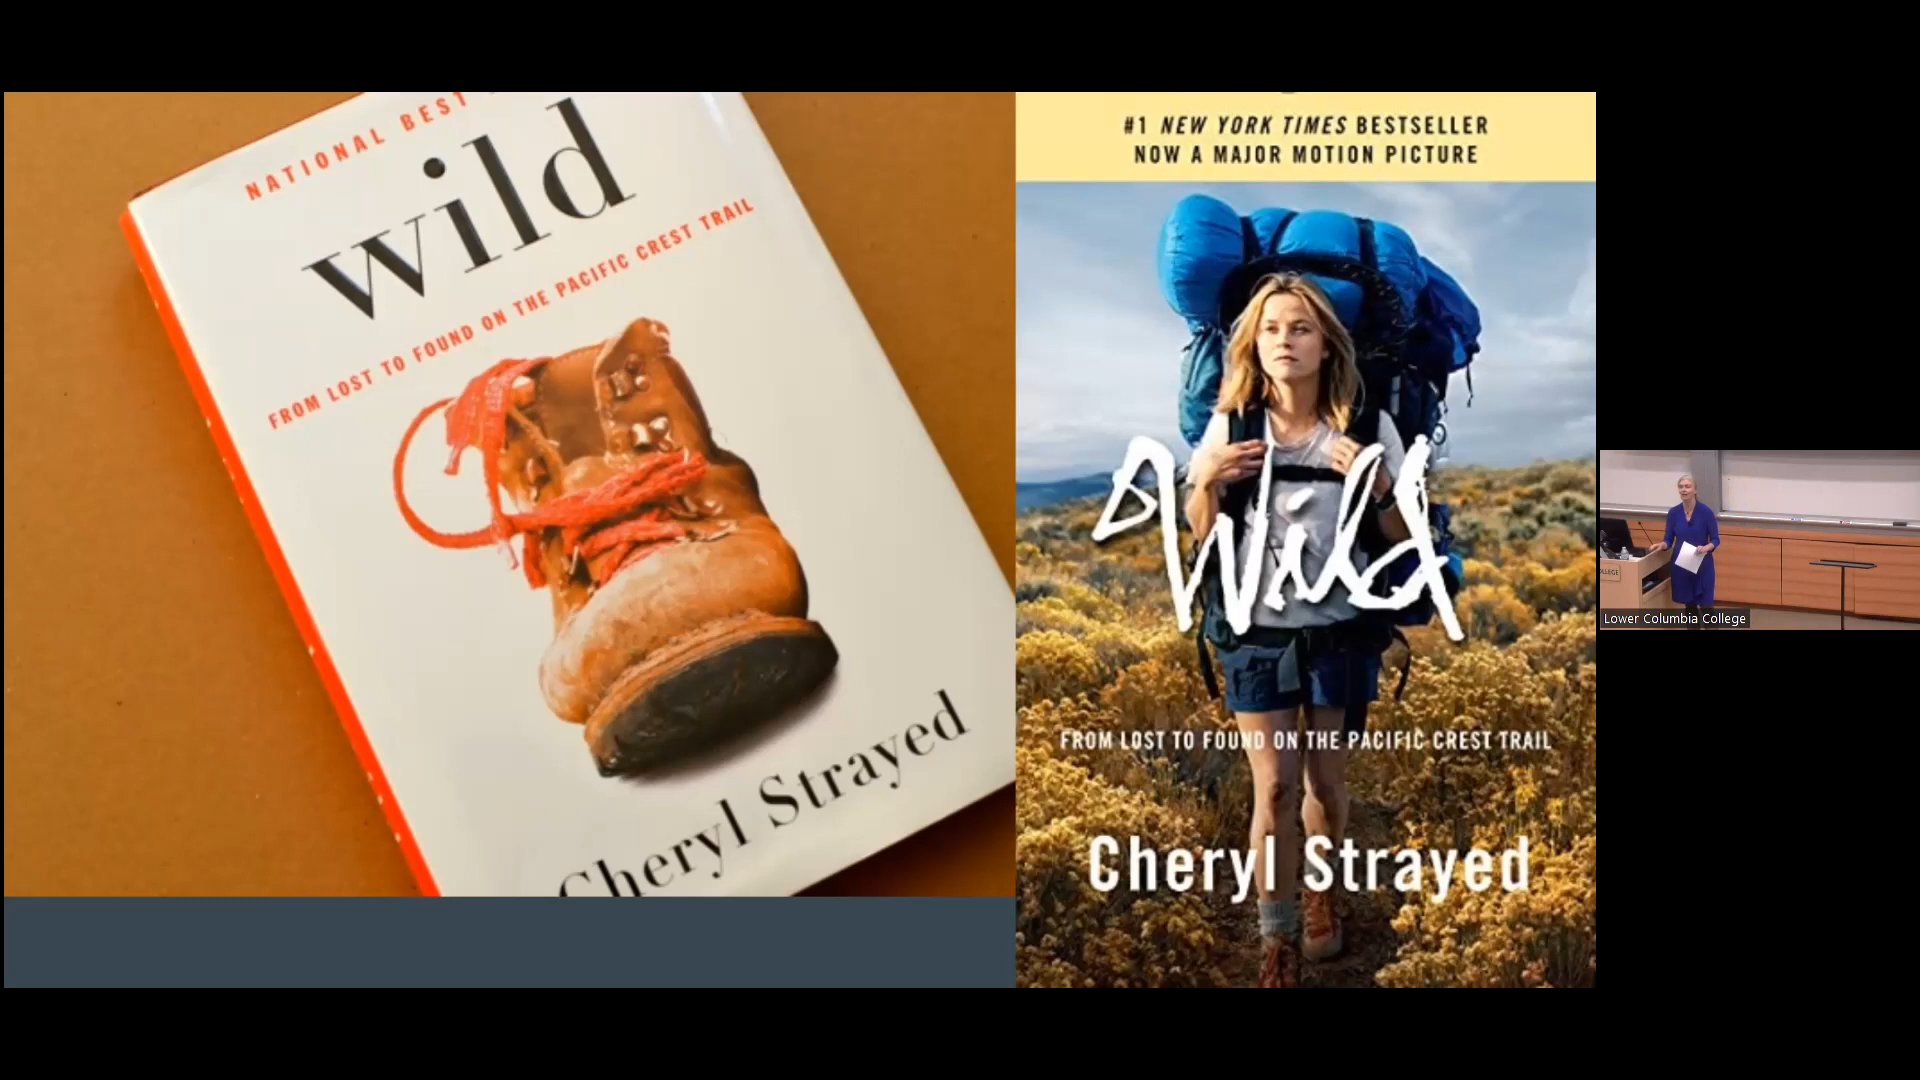 NATIONAL BEST
wild
FROM LOST TO FOUND ON THE PACIFIC CREST TRAIL
Cheryl Strayed
#1 NEW YORK TIMES BESTSELLER
NOW A MAJOR MOTION PICTURE
Wild
FROM LOST TO FOUND ON THE PACIFIC CREST TRAIL
Cheryl Strayed
Lower Columbia College